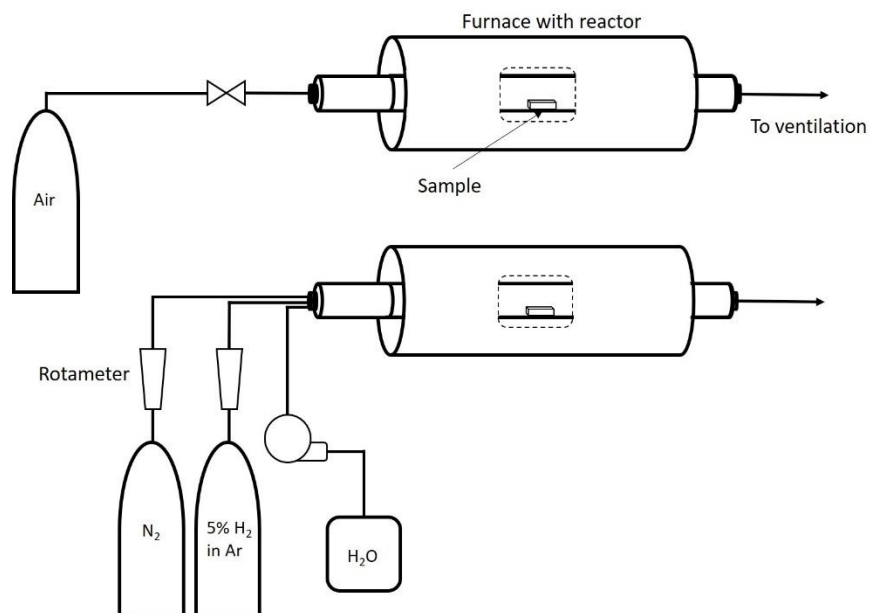 Furnace with reactor
To ventilation
Sample
Air
Rotameter
N₂
5% H₂
in Ar
H₂O